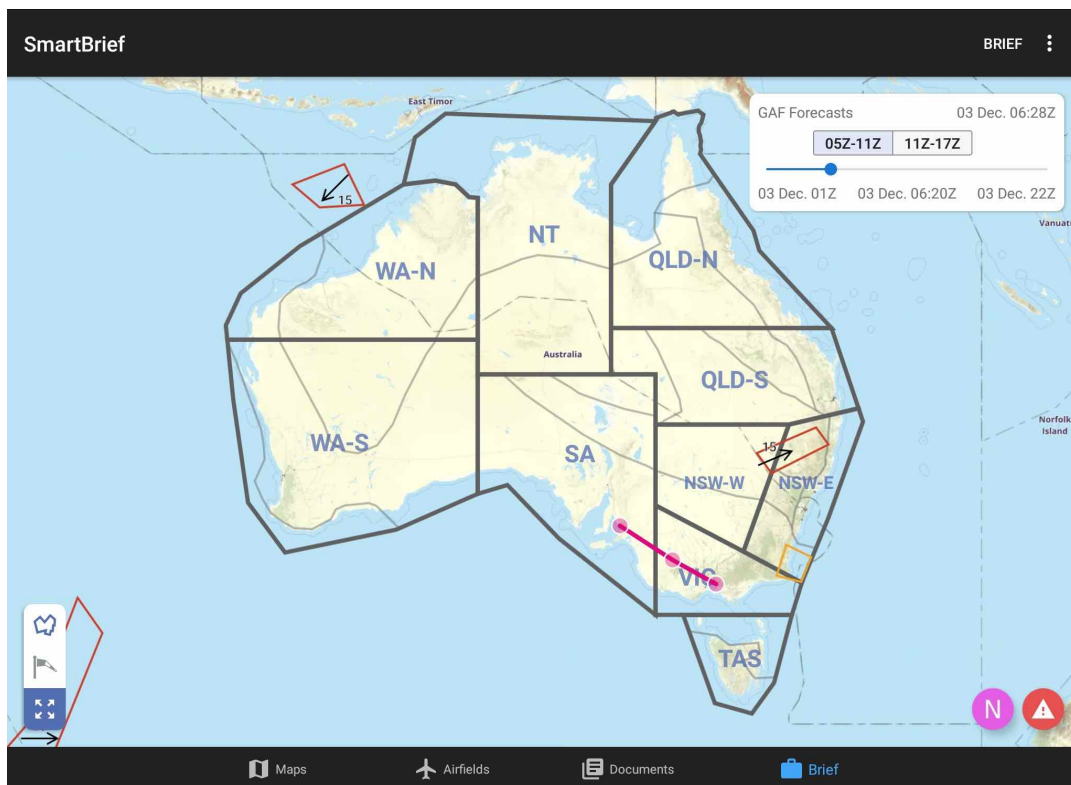 SmartBrief
BRIEF
East Timor
GAF Forecasts 03 Dec. 06:28Z
05Z-11Z 11Z-17Z
03 Dec. 01Z 03 Dec. 06:20Z 03 Dec. 22Z
15
Vanuat
NT
WA-N
QLD-N
Australia
QLD-S
Norfolk
Island
WA-S
SA
15
NSW-W
NSW-E
VIC
TAS
N
Maps
Airfields
Documents
Brief